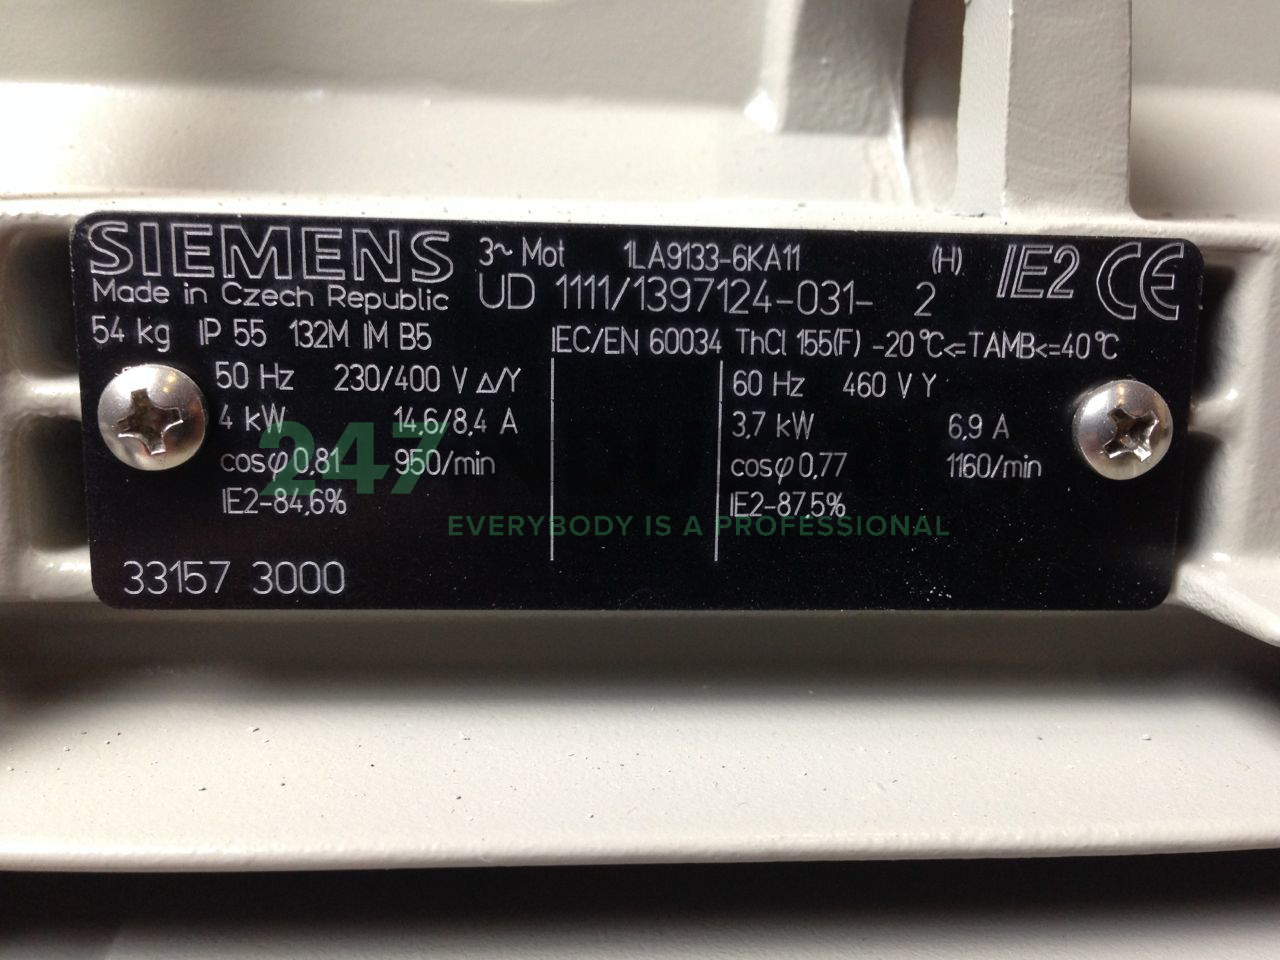 SIEMENS 3~ Mot 1LA9133-6KA11 (H) IE2 CE
Made in Czech Republic UD 1111/1397124-031- 2
54 kg IP 55 132M IM B5 IEC/EN 60034 ThCl 155(F) -20°C<=TAMB<=40°C
50 Hz 230/400 V Δ/Y 60 Hz 460 V Y
4 kW 14,6/8,4 A 3,7 kW 6,9 A
cosφ 0,81 950/min cosφ 0,77 1160/min
IE2-84,6% IE2-87,5%
247
EVERYBODY IS A PROFESSIONAL
33157 3000